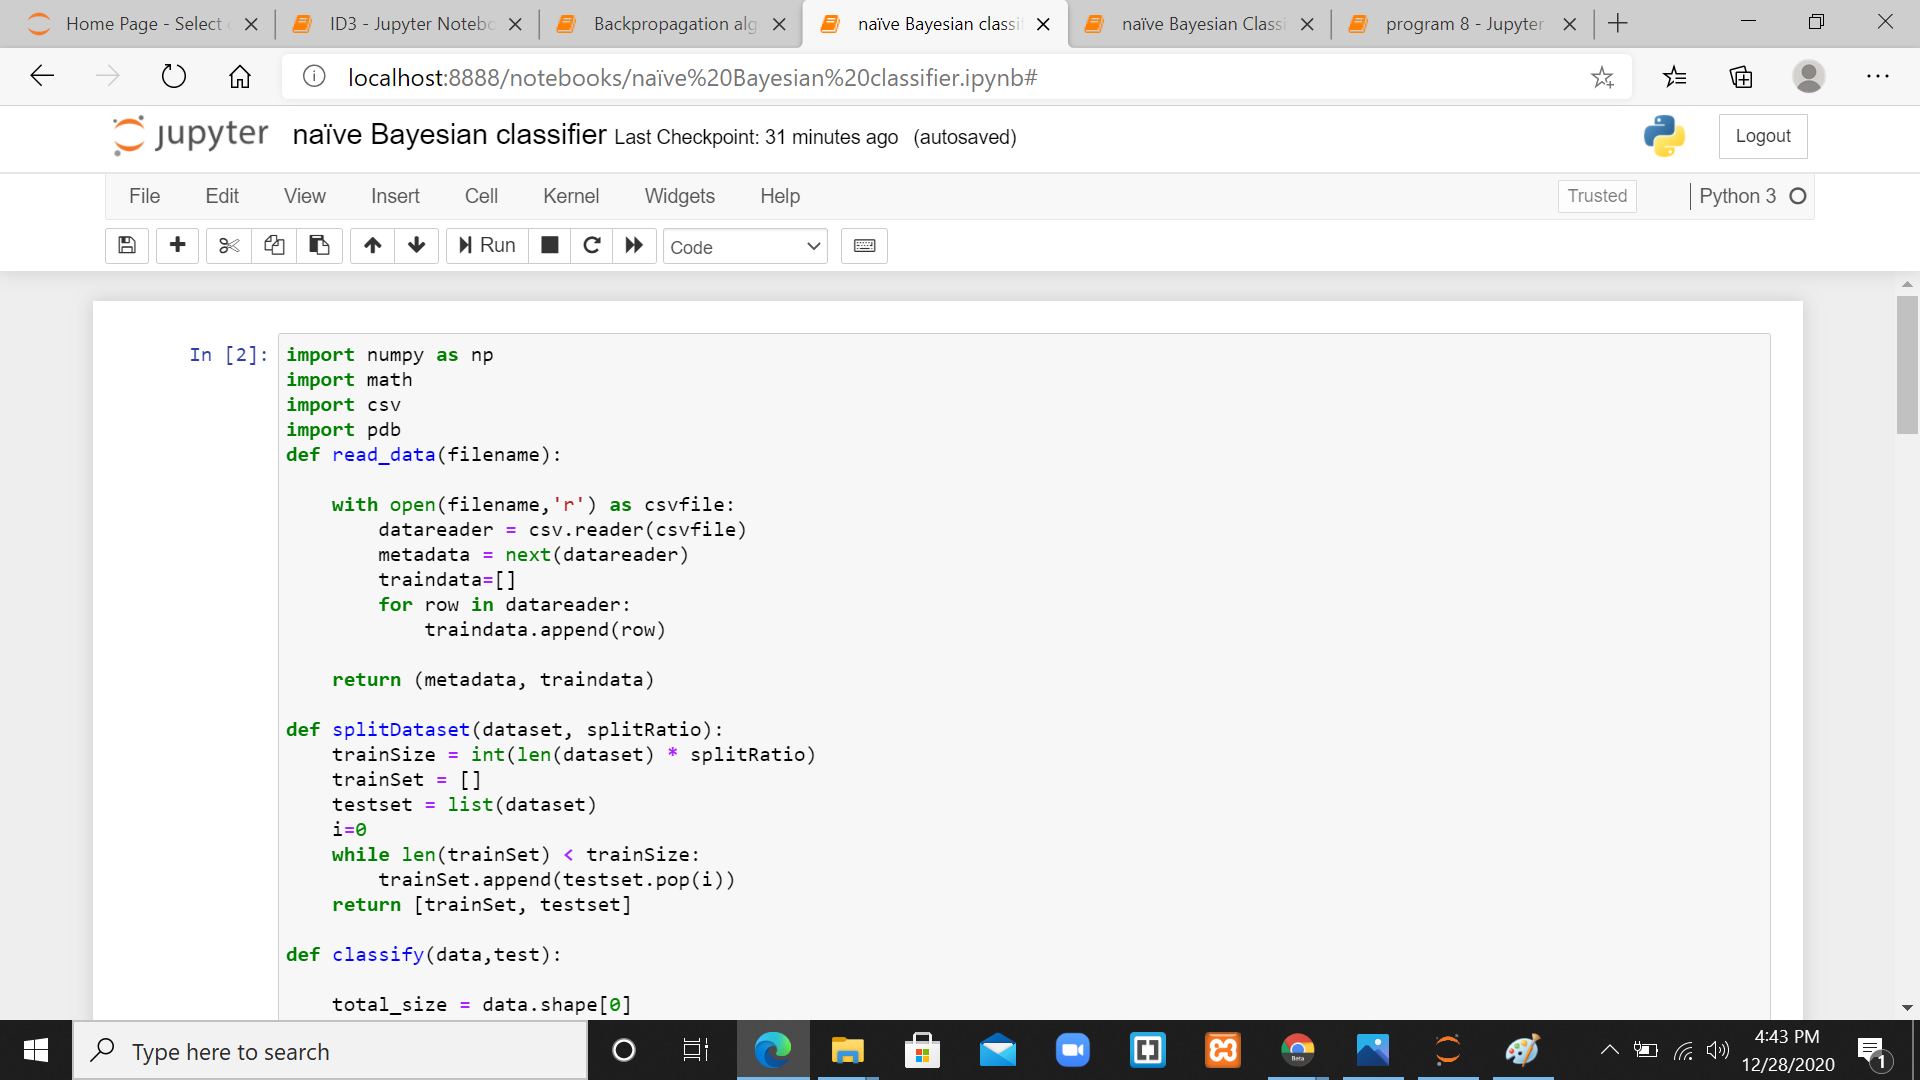 Home Page - Select
ID3 - Jupyter Notebo
Backpropagation alg
naïve Bayesian classi
naïve Bayesian Classi
program 8 - Jupyter
localhost:8888/notebooks/naïve%20Bayesian%20classifier.ipynb#
jupyter naïve Bayesian classifier Last Checkpoint: 31 minutes ago (autosaved)
Logout
File Edit View Insert Cell Kernel Widgets Help
Trusted
Python 3
Run
Code
In [2]:
import numpy as np
import math
import csv
import pdb
def read_data(filename):
    with open(filename,'r') as csvfile:
        datareader = csv.reader(csvfile)
        metadata = next(datareader)
        traindata=[]
        for row in datareader:
            traindata.append(row)
    return (metadata, traindata)
def splitDataset(dataset, splitRatio):
    trainSize = int(len(dataset) * splitRatio)
    trainSet = []
    testset = list(dataset)
    i=0
    while len(trainSet) < trainSize:
        trainSet.append(testset.pop(i))
    return [trainSet, testset]
def classify(data,test):
    total_size = data.shape[0]
Type here to search
Beta
4:43 PM
12/28/2020
1